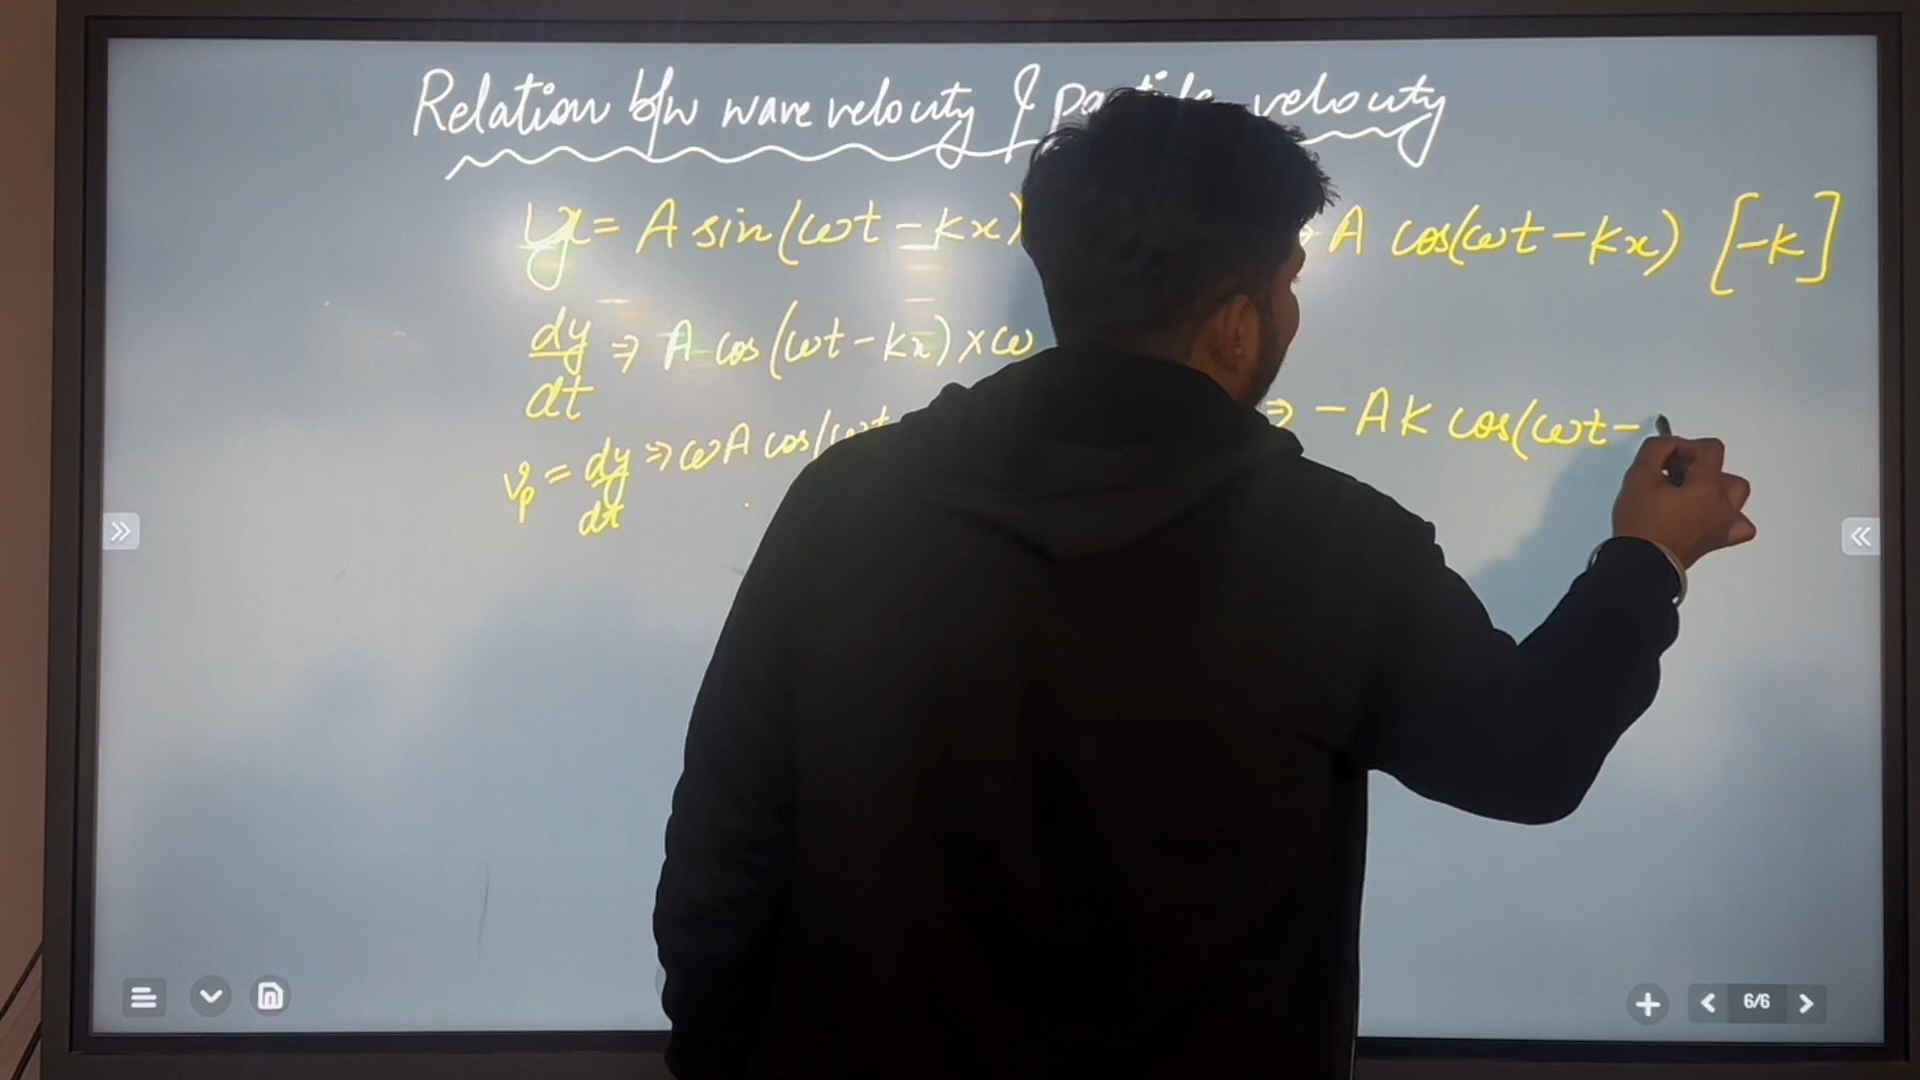 Relation b/w wave velocity & particle velocity
y = A sin(ωt - kx)
dy/dt ⇒ A cos(ωt - kx) × ω
v_p = dy/dt ⇒ ωA cos(ωt
A cos(ωt - kx) [-k]
⇒ -AK cos(ωt -
6/6